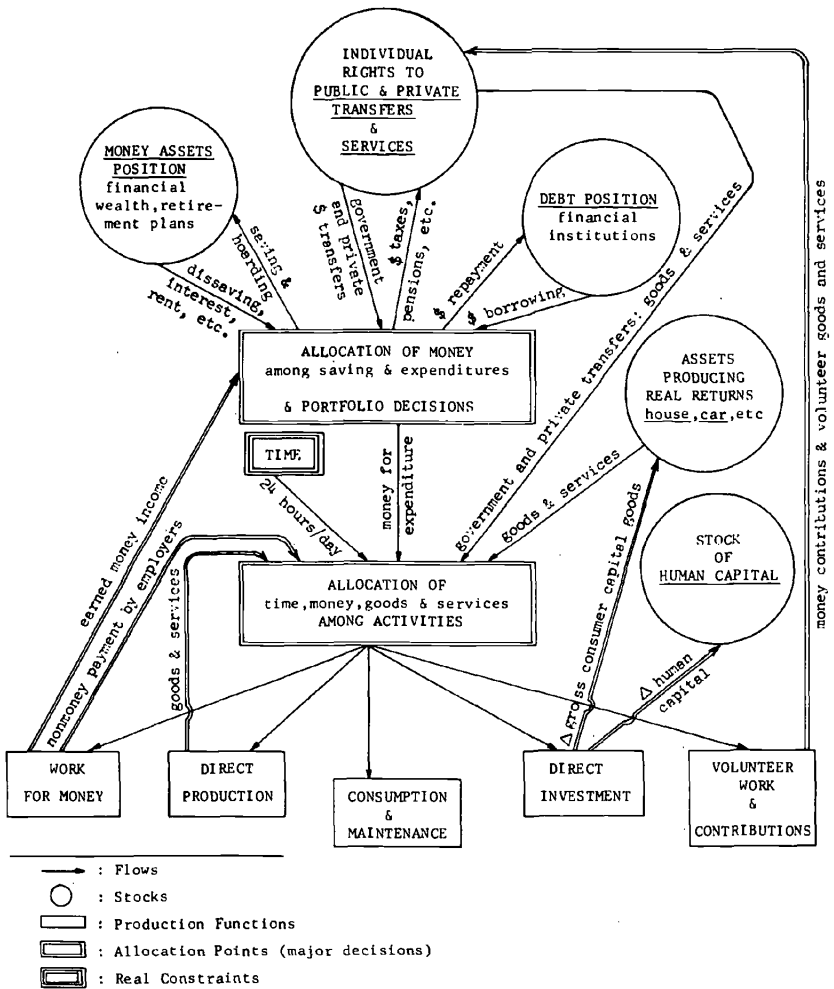 INDIVIDUAL
RIGHTS TO
PUBLIC & PRIVATE
TRANSFERS
&
SERVICES
MONEY ASSETS
POSITION
financial
wealth, retire-
ment plans
DEBT POSITION
financial
institutions
saving &
hoarding
dissaving,
interest,
rent, etc.
government
and private
$ transfers
$ taxes,
pensions, etc.
$ repayment
$ borrowing
government and private transfers: goods & services
money contributions & volunteer goods and services
ALLOCATION OF MONEY
among saving & expenditures
& PORTFOLIO DECISIONS
ASSETS
PRODUCING
REAL RETURNS
house, car, etc
TIME
24 hours/day
money for
expenditure
goods & services
STOCK
OF
HUMAN CAPITAL
earned money income
nonmoney payment by employers
goods & services
ALLOCATION OF
time, money, goods & services
AMONG ACTIVITIES
Δ gross consumer capital goods
Δ human
capital
WORK
FOR MONEY
DIRECT
PRODUCTION
CONSUMPTION
&
MAINTENANCE
DIRECT
INVESTMENT
VOLUNTEER
WORK
&
CONTRIBUTIONS
: Flows
: Stocks
: Production Functions
: Allocation Points (major decisions)
: Real Constraints